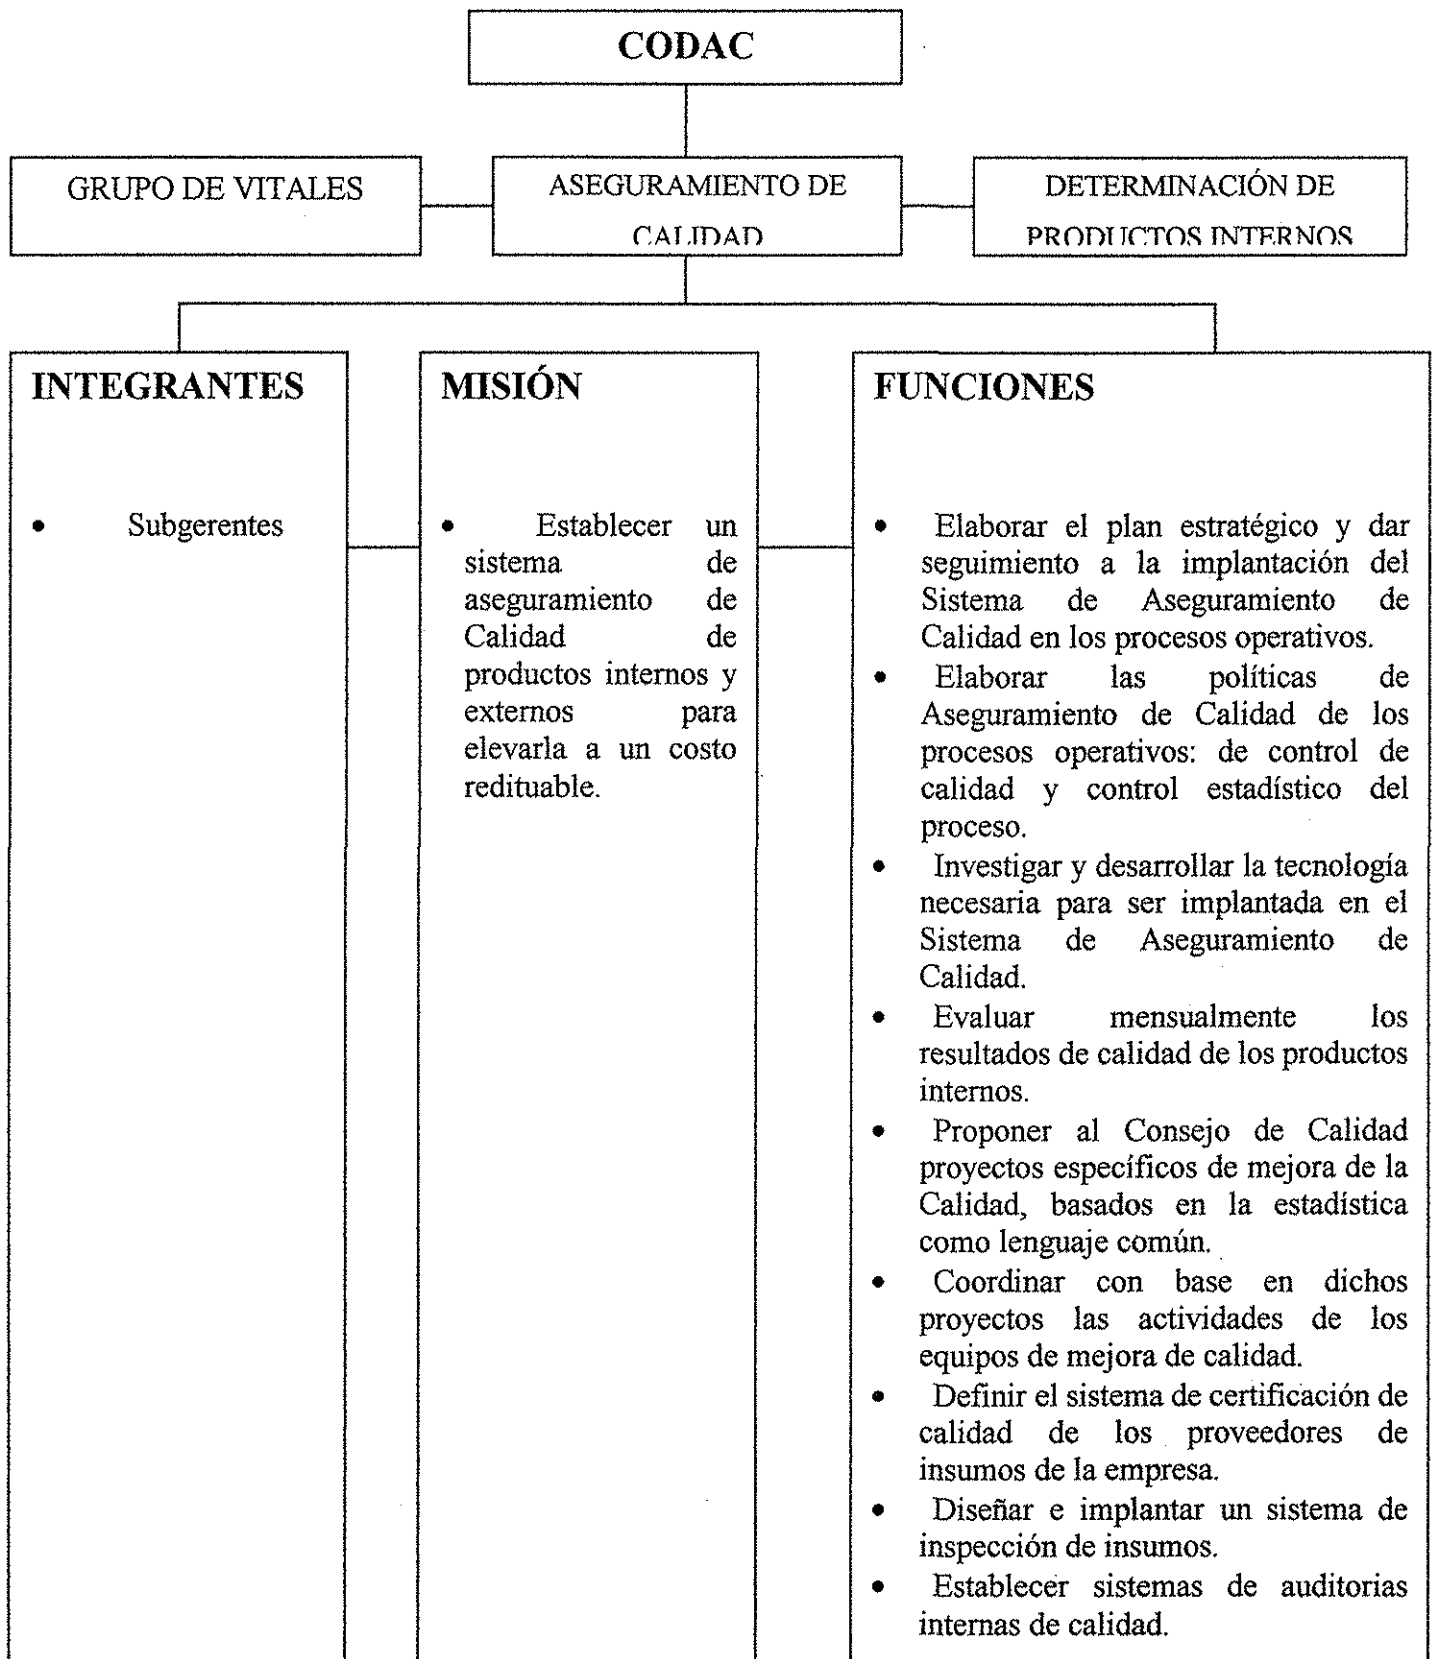 CODAC
GRUPO DE VITALES
ASEGURAMIENTO DE
CALIDAD
DETERMINACIÓN DE
PRODUCTOS INTERNOS
INTEGRANTES
• Subgerentes
MISIÓN
• Establecer un
sistema de
aseguramiento de
Calidad de
productos internos y
externos para
elevarla a un costo
redituable.
FUNCIONES
• Elaborar el plan estratégico y dar
seguimiento a la implantación del
Sistema de Aseguramiento de
Calidad en los procesos operativos.
• Elaborar las políticas de
Aseguramiento de Calidad de los
procesos operativos: de control de
calidad y control estadístico del
proceso.
• Investigar y desarrollar la tecnología
necesaria para ser implantada en el
Sistema de Aseguramiento de
Calidad.
• Evaluar mensualmente los
resultados de calidad de los productos
internos.
• Proponer al Consejo de Calidad
proyectos específicos de mejora de la
Calidad, basados en la estadística
como lenguaje común.
• Coordinar con base en dichos
proyectos las actividades de los
equipos de mejora de calidad.
• Definir el sistema de certificación de
calidad de los proveedores de
insumos de la empresa.
• Diseñar e implantar un sistema de
inspección de insumos.
• Establecer sistemas de auditorias
internas de calidad.